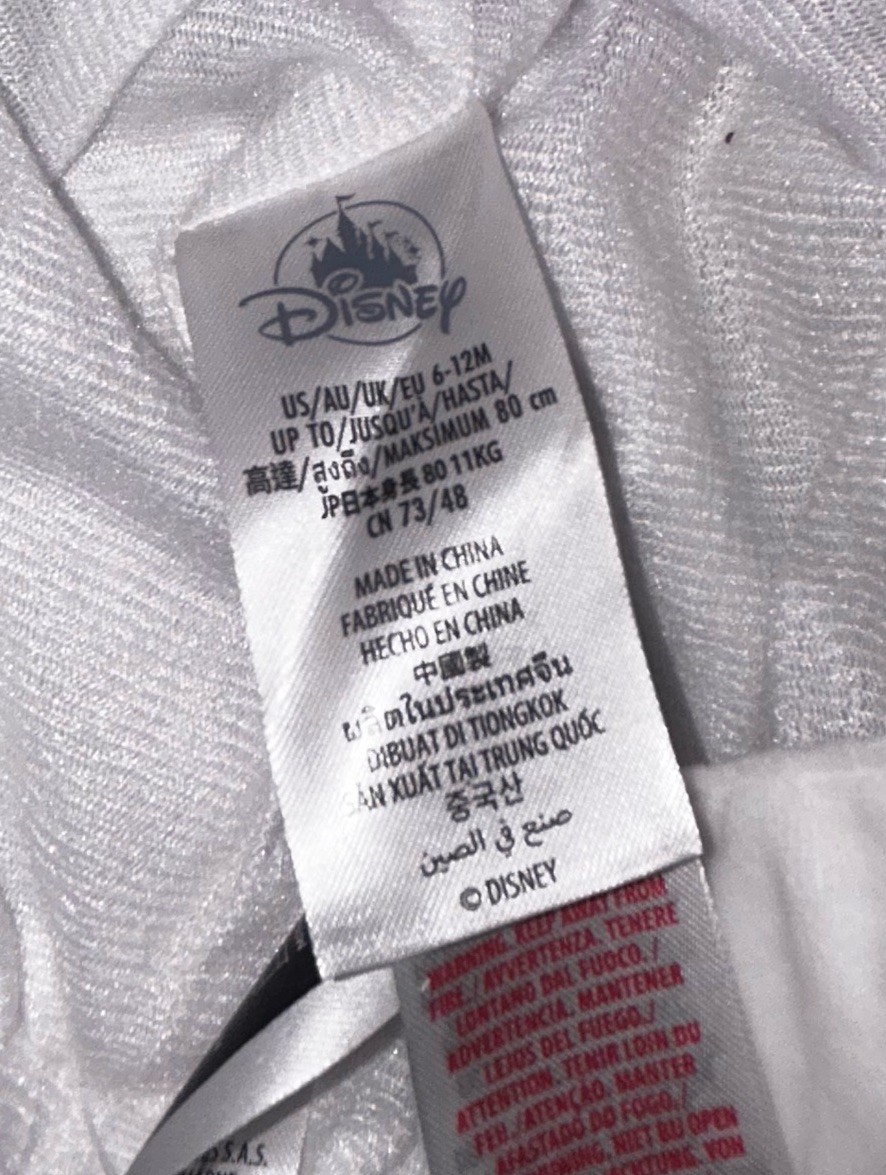 Disney
US/AU/UK/EU 6-12M
UP TO/JUSQU'À/HASTA/
高達/สูงถึง/MAKSIMUM 80 cm
JP日本身長 80 11KG
CN 73/48
MADE IN CHINA
FABRIQUÉ EN CHINE
HECHO EN CHINA
中國製
ผลิตในประเทศจีน
DIBUAT DI TIONGKOK
SẢN XUẤT TẠI TRUNG QUỐC
중국산
صنع في الصين
© DISNEY
WARNING. KEEP AWAY FROM
FIRE./AVVERTENZA. TENERE
LONTANO DAL FUOCO./
ADVERTENCIA. MANTENER
LEJOS DEL FUEGO./
ATTENTION. TENIR LOIN DU
FEU./ATENÇÃO. MANTER
AFASTADO DO FOGO./
NIET BIJ OPEN
VON
S.A.S.